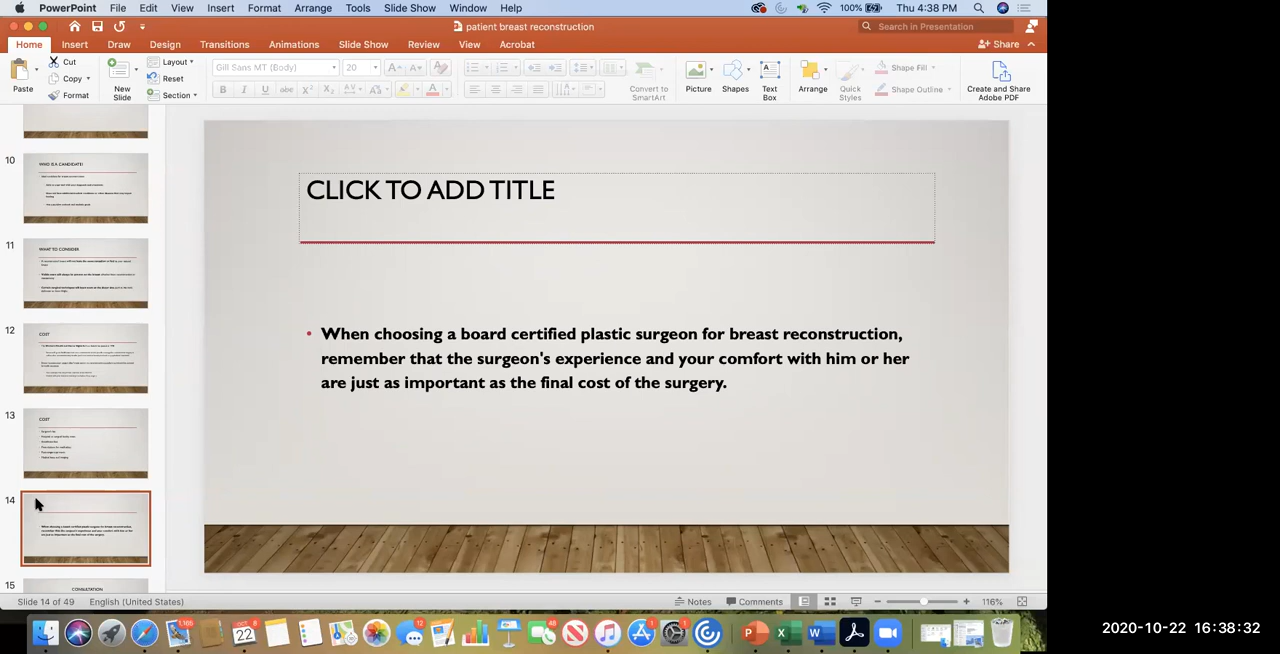 PowerPoint File Edit View Insert Format Arrange Tools Slide Show Window Help 100% Thu 4:38 PM
patient breast reconstruction Search in Presentation
Home Insert Draw Design Transitions Animations Slide Show Review View Acrobat Share
Paste Cut Copy Format New Slide Layout Reset Section
Gill Sans MT (Body) 20
Convert to SmartArt Picture Shapes Text Box Arrange Quick Styles Shape Fill Shape Outline Create and Share Adobe PDF
10
WHO IS A CANDIDATE?
11
WHAT TO CONSIDER
12
COST
13
COST
14
15
CONSULTATION
CLICK TO ADD TITLE
• When choosing a board certified plastic surgeon for breast reconstruction,
remember that the surgeon's experience and your comfort with him or her
are just as important as the final cost of the surgery.
Slide 14 of 49 English (United States) Notes Comments 116%
OCT
22
2020-10-22 16:38:32